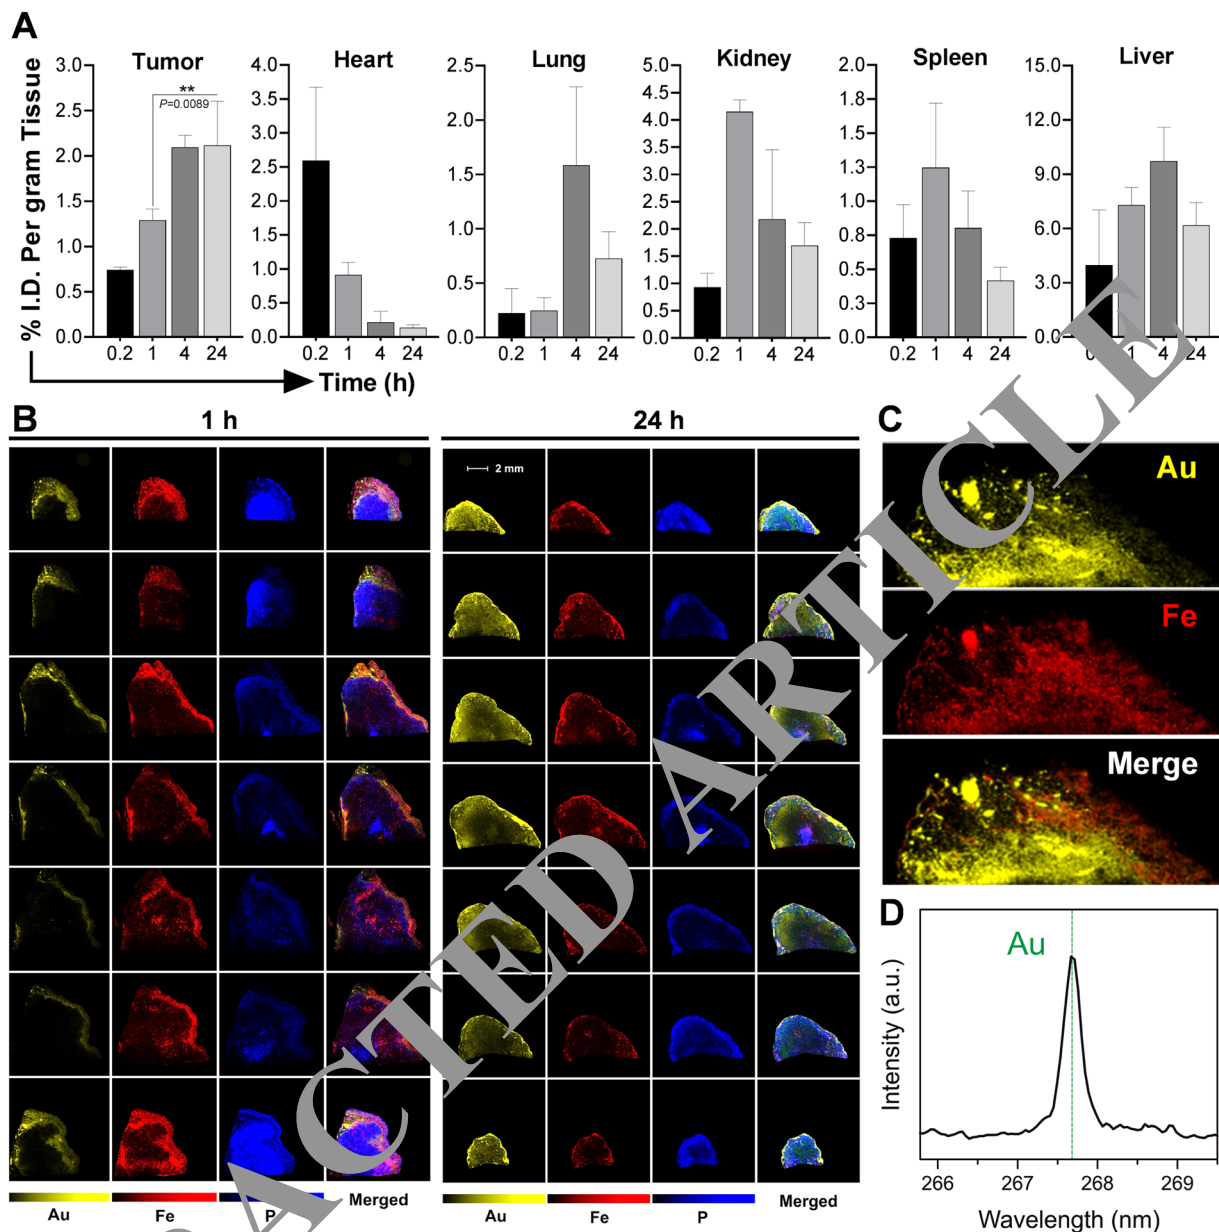 A
% I.D. Per gram Tissue
Tumor
3.0
2.5
2.0
1.5
1.0
0.5
0.0
**
P=0.0089
0.2 1 4 24
Heart
4.0
3.5
3.0
2.5
2.0
1.5
1.0
0.5
0.0
0.2 1 4 24
Lung
2.5
2.0
1.5
1.0
0.5
0.0
0.2 1 4 24
Kidney
5.0
4.5
4.0
3.5
3.0
2.5
2.0
1.5
1.0
0.5
0.0
0.2 1 4 24
Spleen
2.0
1.8
1.5
1.3
1.0
0.8
0.5
0.3
0.0
0.2 1 4 24
Liver
15.0
12.0
9.0
6.0
3.0
0.0
1 4 24
Time (h)
B
1 h
24 h
2 mm
Au Fe P Merged
Au Fe P Merged
C
Au
Fe
Merge
D
Au
Intensity (a.u.)
266 267 268 269
Wavelength (nm)
ACTED ARTICLE